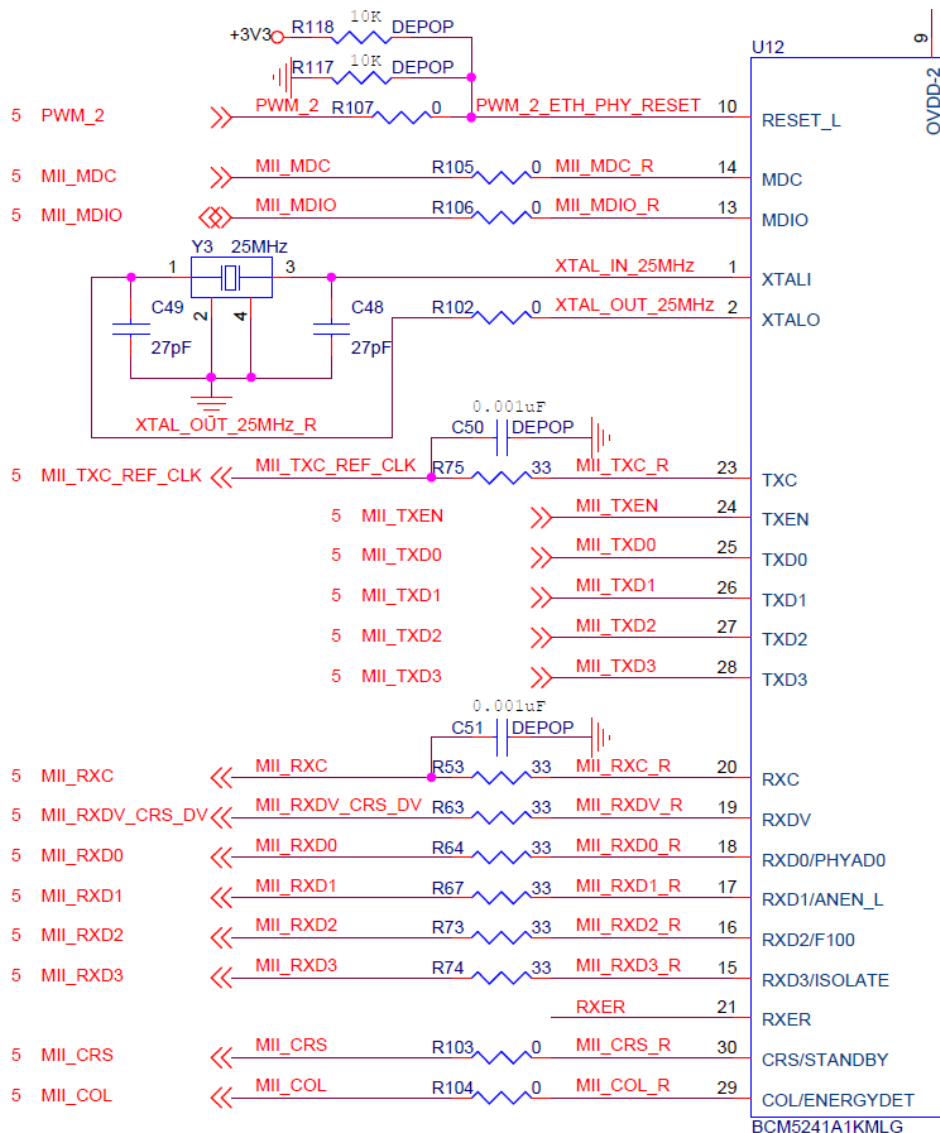 10K
+3V3 R118 DEPOP
9
U12
OVDD-2
10K
R117 DEPOP
5 PWM_2 PWM_2 R107 0 PWM_2_ETH_PHY_RESET 10 RESET_L
5 MII_MDC MII_MDC R105 0 MII_MDC_R 14 MDC
5 MII_MDIO MII_MDIO R106 0 MII_MDIO_R 13 MDIO
Y3 25MHz
1 3 XTAL_IN_25MHz 1 XTALI
C49 2 4 C48 R102 0 XTAL_OUT_25MHz 2 XTALO
27pF 27pF
XTAL_OUT_25MHz_R
0.001uF
C50 DEPOP
5 MII_TXC_REF_CLK MII_TXC_REF_CLK R75 33 MII_TXC_R 23 TXC
5 MII_TXEN MII_TXEN 24 TXEN
5 MII_TXD0 MII_TXD0 25 TXD0
5 MII_TXD1 MII_TXD1 26 TXD1
5 MII_TXD2 MII_TXD2 27 TXD2
5 MII_TXD3 MII_TXD3 28 TXD3
0.001uF
C51 DEPOP
5 MII_RXC MII_RXC R53 33 MII_RXC_R 20 RXC
5 MII_RXDV_CRS_DV MII_RXDV_CRS_DV R63 33 MII_RXDV_R 19 RXDV
5 MII_RXD0 MII_RXD0 R64 33 MII_RXD0_R 18 RXD0/PHYAD0
5 MII_RXD1 MII_RXD1 R67 33 MII_RXD1_R 17 RXD1/ANEN_L
5 MII_RXD2 MII_RXD2 R73 33 MII_RXD2_R 16 RXD2/F100
5 MII_RXD3 MII_RXD3 R74 33 MII_RXD3_R 15 RXD3/ISOLATE
RXER 21 RXER
5 MII_CRS MII_CRS R103 0 MII_CRS_R 30 CRS/STANDBY
5 MII_COL MII_COL R104 0 MII_COL_R 29 COL/ENERGYDET
BCM5241A1KMLG